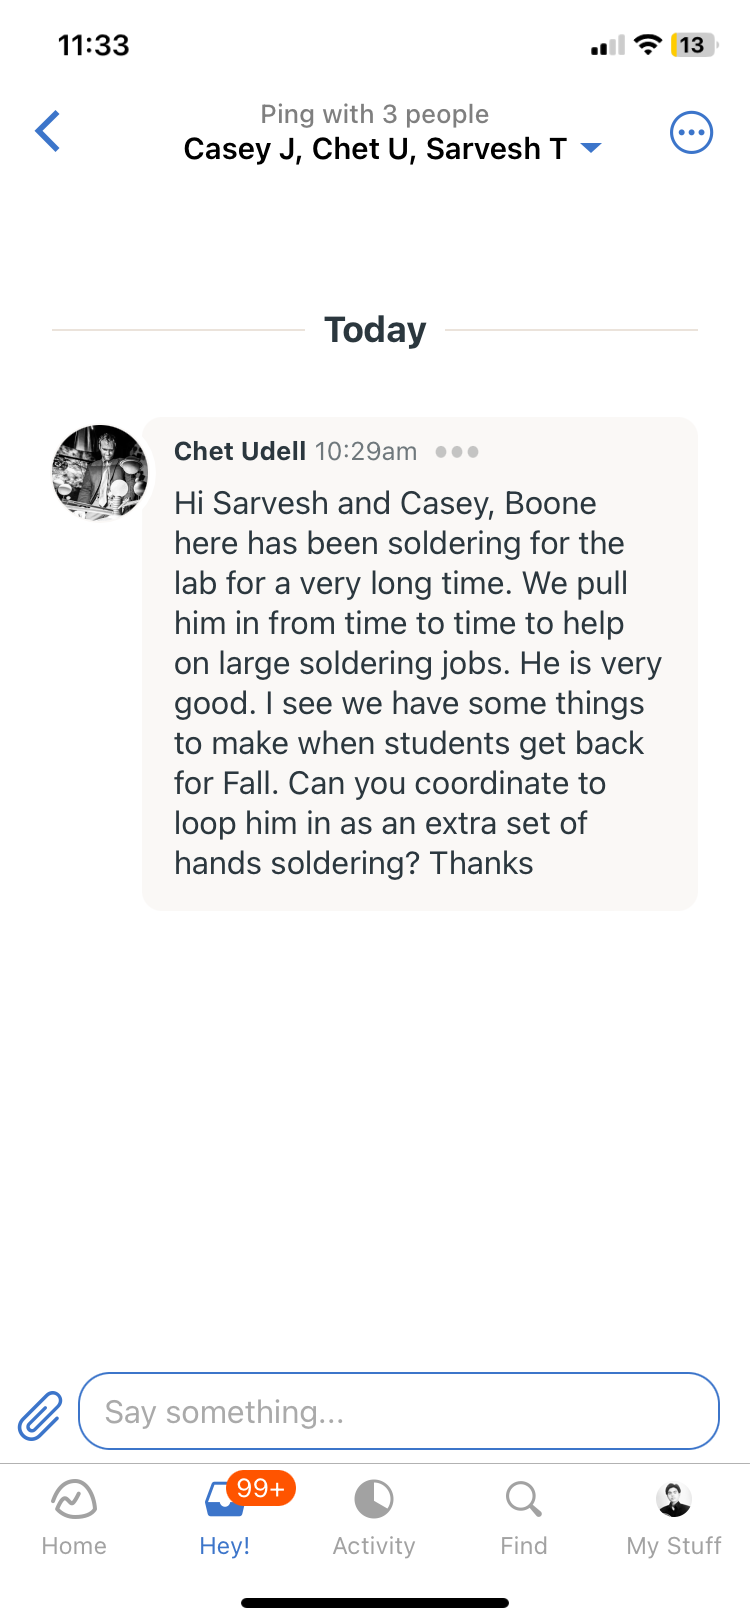 11:33
13
Ping with 3 people
Casey J, Chet U, Sarvesh T
Today
Chet Udell 10:29am
Hi Sarvesh and Casey, Boone
here has been soldering for the
lab for a very long time. We pull
him in from time to time to help
on large soldering jobs. He is very
good. I see we have some things
to make when students get back
for Fall. Can you coordinate to
loop him in as an extra set of
hands soldering? Thanks
Say something...
99+
Home
Hey!
Activity
Find
My Stuff